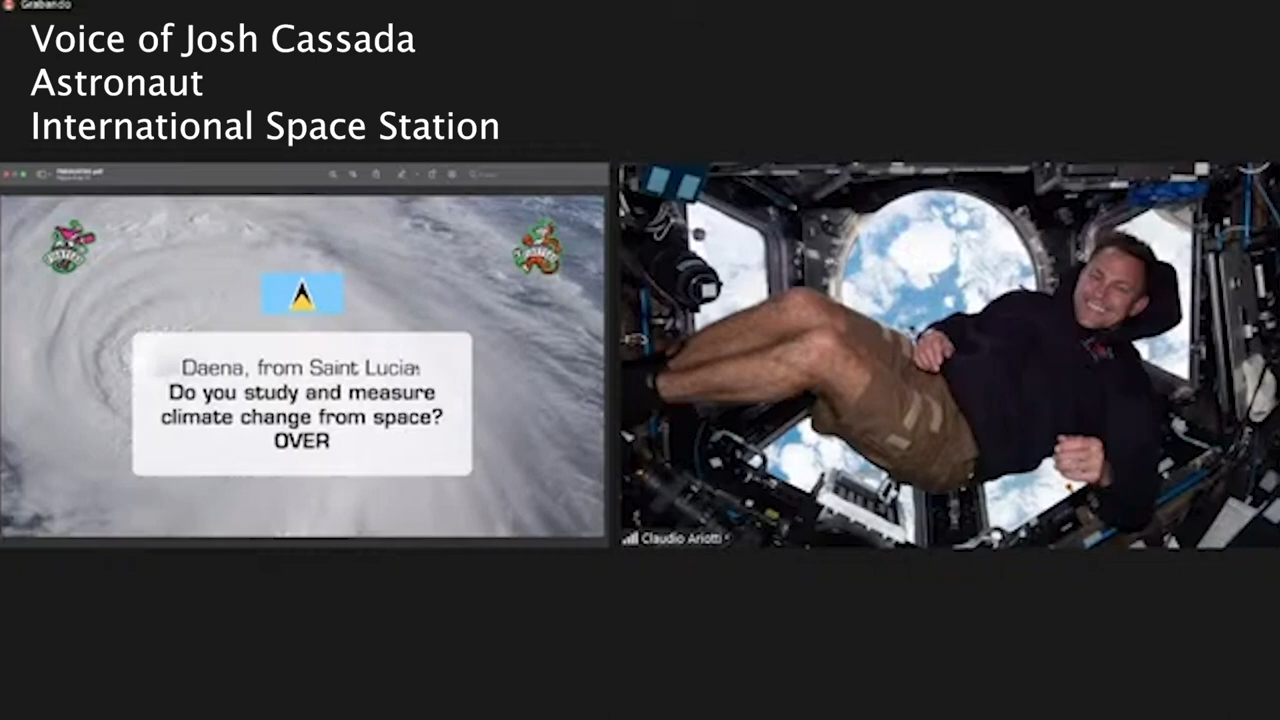 Grabando
Voice of Josh Cassada
Astronaut
International Space Station
Daena, from Saint Lucia:
Do you study and measure
climate change from space?
OVER
Claudio Ariotti